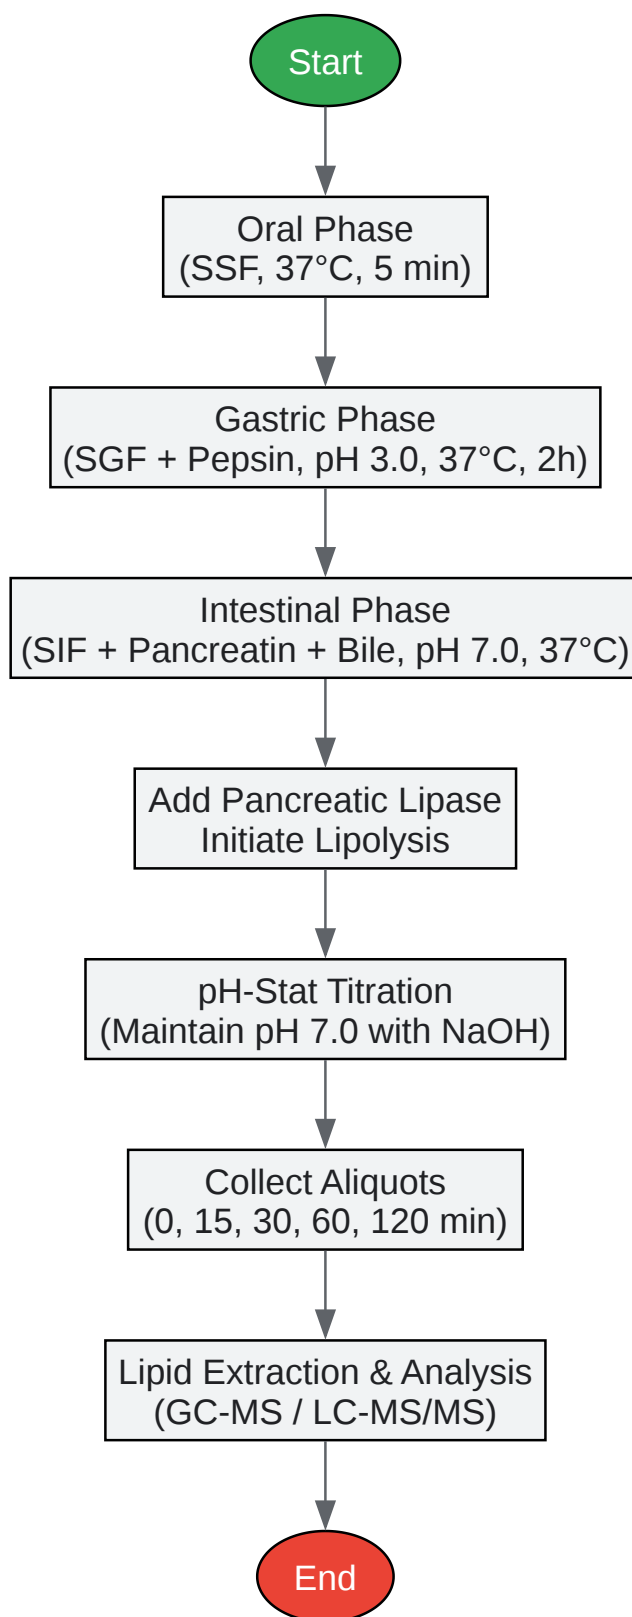 Start
Oral Phase
(SSF, 37°C, 5 min)
Gastric Phase
(SGF + Pepsin, pH 3.0, 37°C, 2h)
Intestinal Phase
(SIF + Pancreatin + Bile, pH 7.0, 37°C)
Add Pancreatic Lipase
Initiate Lipolysis
pH-Stat Titration
(Maintain pH 7.0 with NaOH)
Collect Aliquots
(0, 15, 30, 60, 120 min)
Lipid Extraction & Analysis
(GC-MS / LC-MS/MS)
End